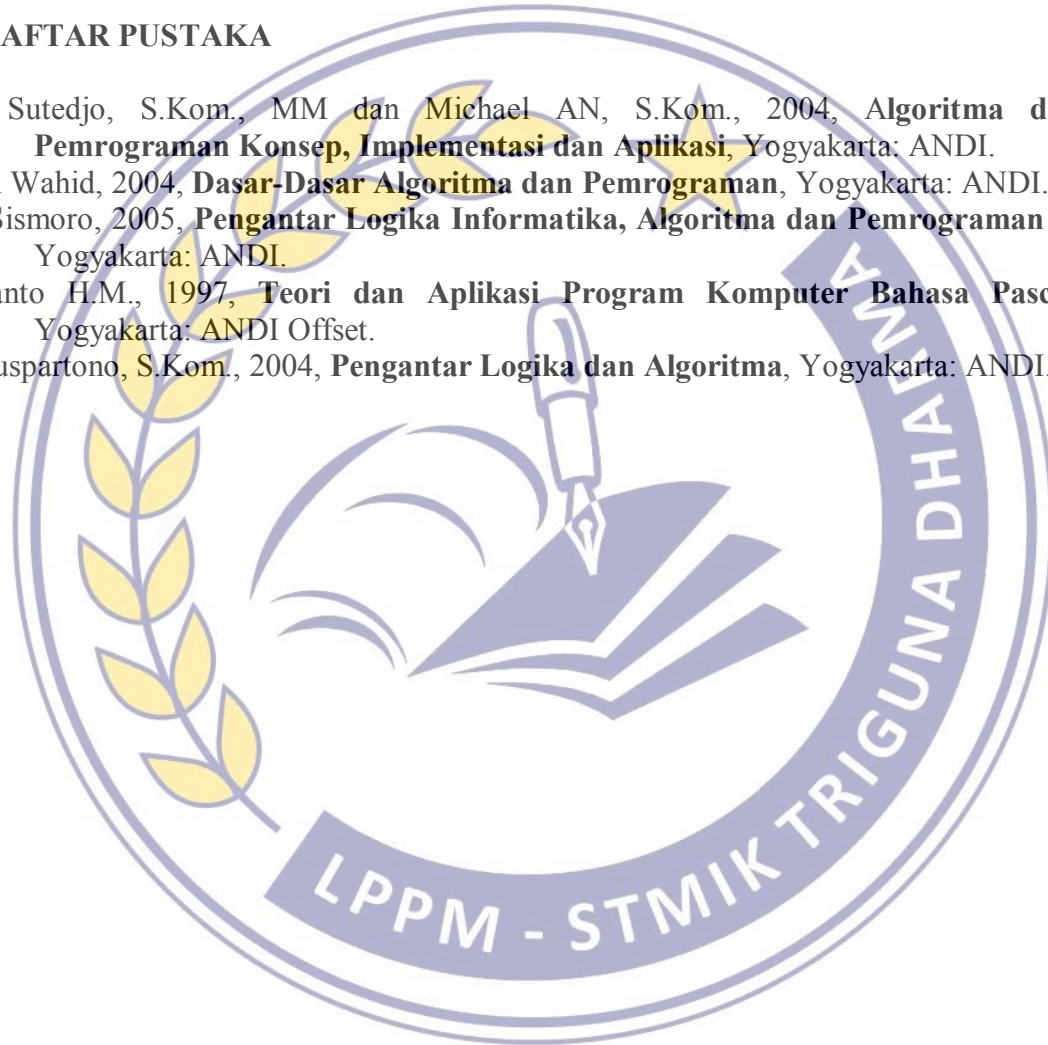 AFTAR PUSTAKA
Sutedjo, S.Kom., MM dan Michael AN, S.Kom., 2004, Algoritma d
Pemrograman Konsep, Implementasi dan Aplikasi, Yogyakarta: ANDI.
Wahid, 2004, Dasar-Dasar Algoritma dan Pemrograman, Yogyakarta: ANDI.
Sismoro, 2005, Pengantar Logika Informatika, Algoritma dan Pemrograman
Yogyakarta: ANDI.
anto H.M., 1997, Teori dan Aplikasi Program Komputer Bahasa Pasc
Yogyakarta: ANDI Offset.
uspartono, S.Kom., 2004, Pengantar Logika dan Algoritma, Yogyakarta: ANDI.
LPPM - STMIK TRIGUNA DHARMA